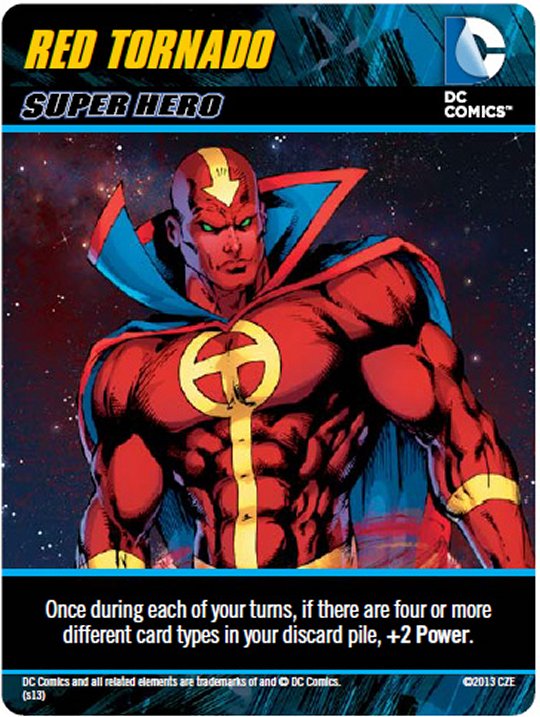 RED TORNADO
SUPER HERO
DC
COMICS™
Once during each of your turns, if there are four or more
different card types in your discard pile, +2 Power.
DC Comics and all related elements are trademarks of and © DC Comics.
(s13)
©2013 CZE